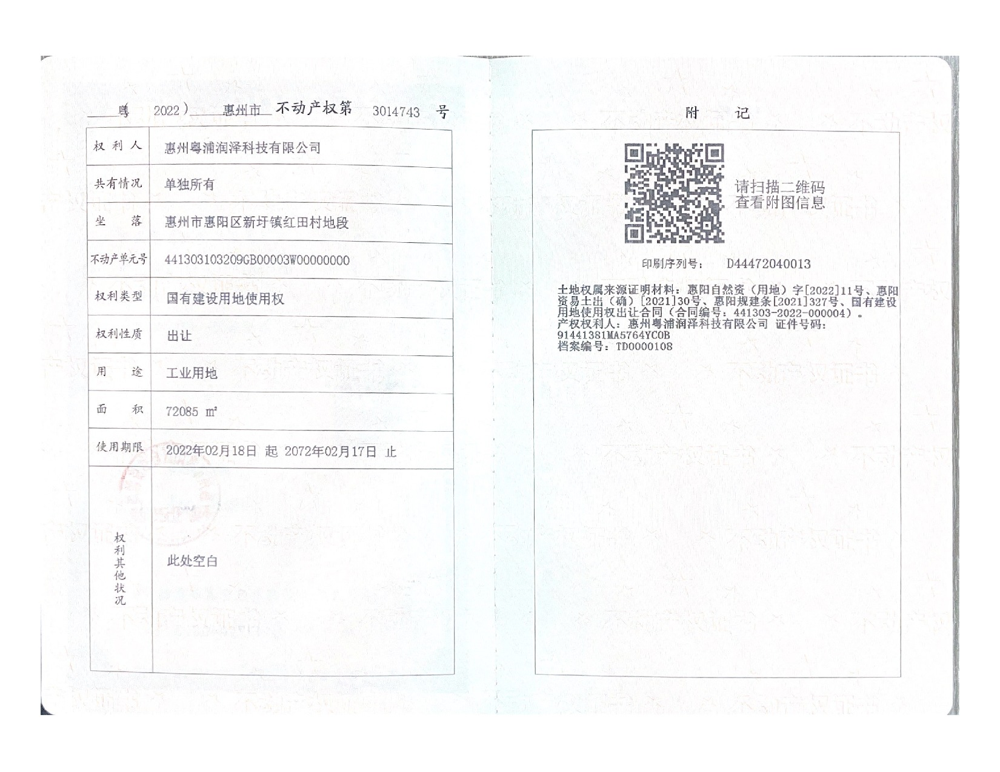 粤 2022） 惠州市 不动产权第 3014743 号
权利人 惠州粤浦润泽科技有限公司
共有情况 单独所有
坐落 惠州市惠阳区新圩镇红田村地段
不动产单元号 441303103209GB00003W00000000
权利类型 国有建设用地使用权
权利性质 出让
用途 工业用地
面积 72085 ㎡
使用期限 2022年02月18日 起 2072年02月17日 止
权利其他状况 此处空白
附 记
请扫描二维码
查看附图信息
印刷序列号： D44472040013
土地权属来源证明材料：惠阳自然资（用地）字[2022]11号、惠阳
资易土出（确）[2021]30号、惠阳规建条[2021]327号、国有建设
用地使用权出让合同（合同编号：441303-2022-000004）。
产权权利人：惠州粤浦润泽科技有限公司 证件号码：
91441381MA5764YC0B
档案编号：TD0000108